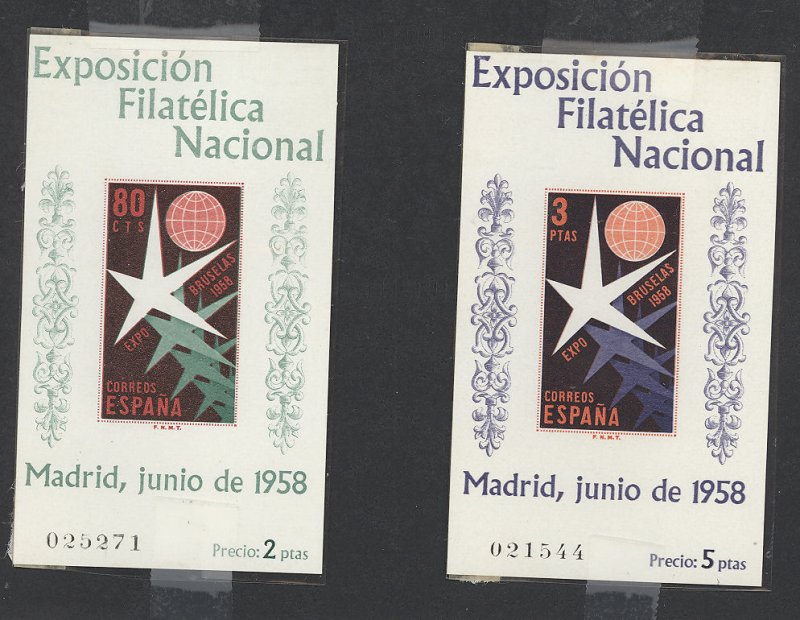 Exposición
Filatélica
Nacional
80
CTS
BRUSELAS
1958
EXPO
CORREOS
ESPAÑA
F.N.M.T.
Madrid, junio de 1958
025271
Precio: 2 ptas
Exposición
Filatélica
Nacional
3
PTAS
BRUSELAS
1958
EXPO
CORREOS
ESPAÑA
F.N.M.T.
Madrid, junio de 1958
021544
Precio: 5 ptas